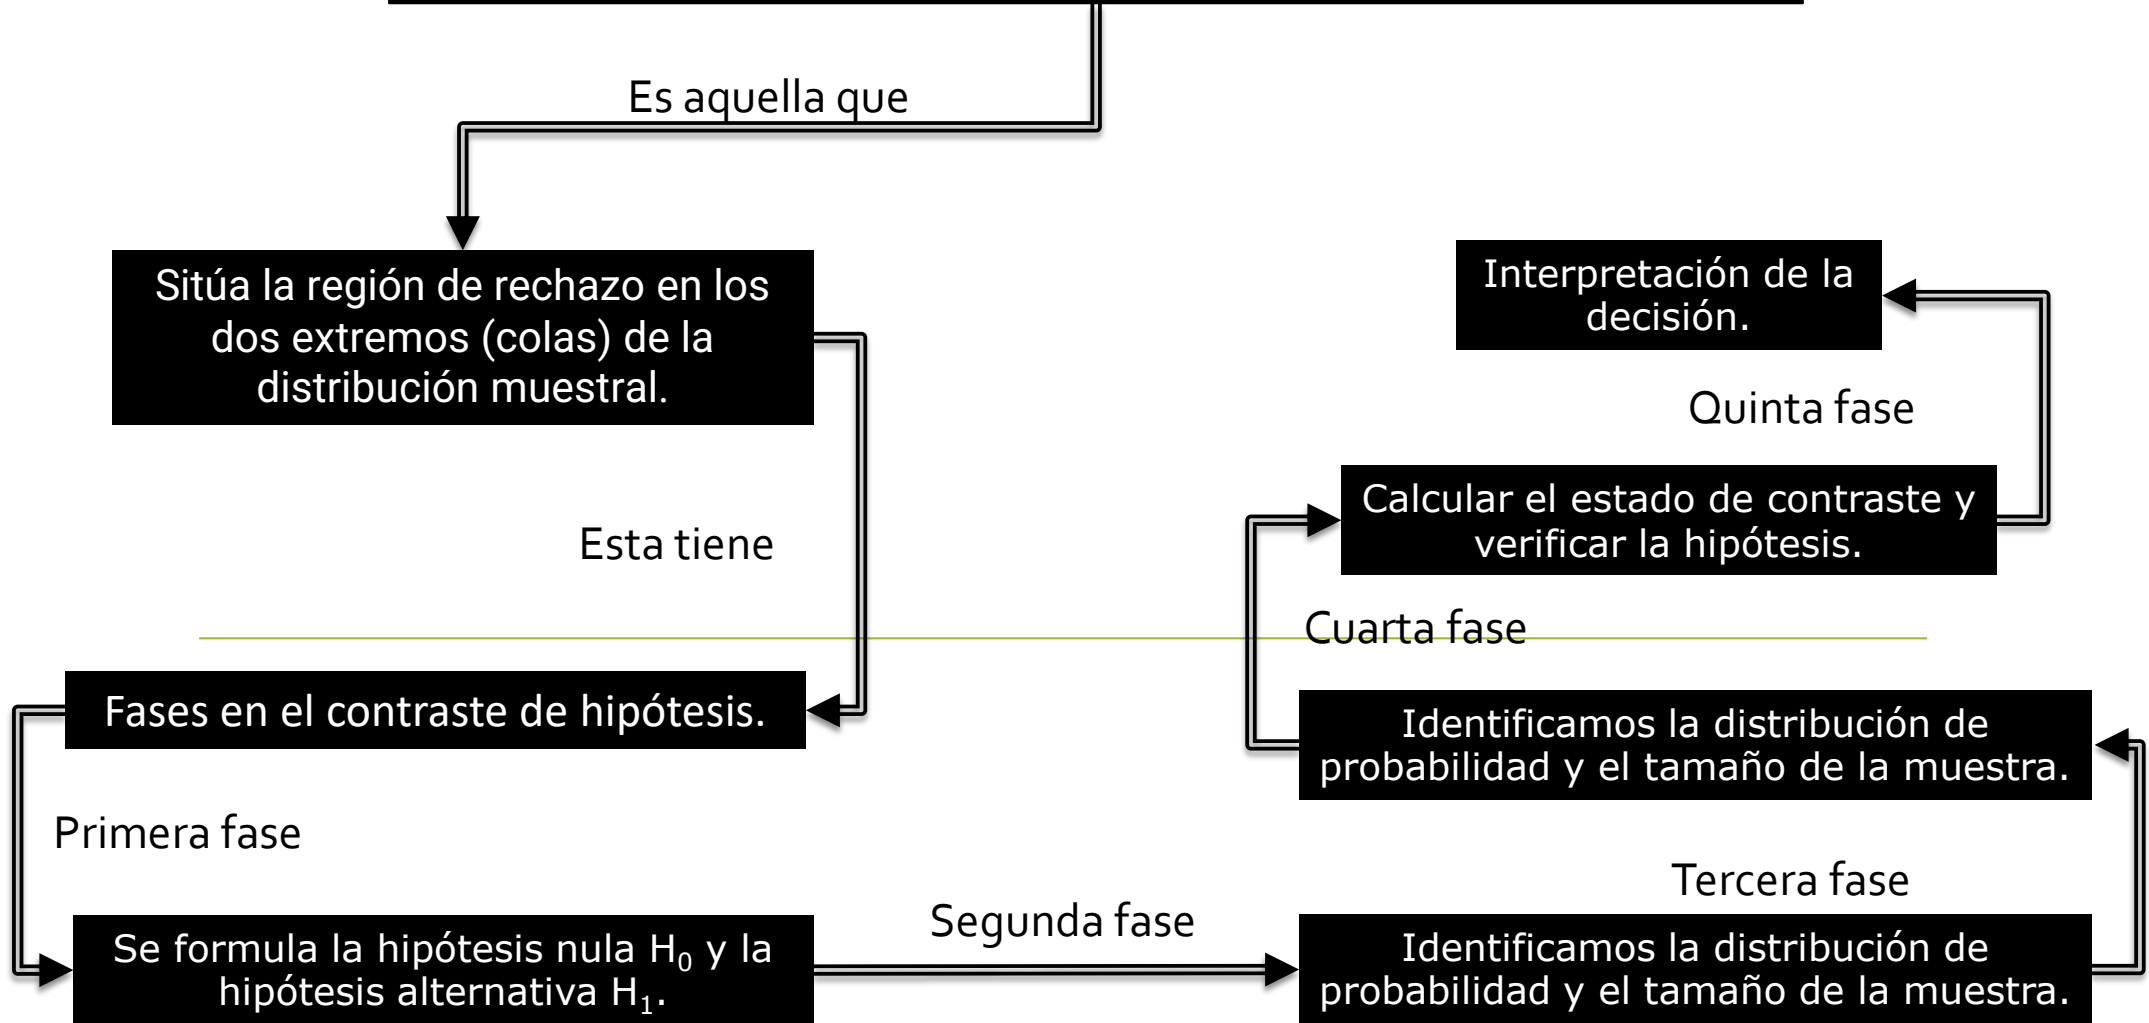 Es aquella que
Sitúa la región de rechazo en los
dos extremos (colas) de la
distribución muestral.
Esta tiene
Fases en el contraste de hipótesis.
Primera fase
Se formula la hipótesis nula H₀ y la
hipótesis alternativa H₁.
Segunda fase
Identificamos la distribución de
probabilidad y el tamaño de la muestra.
Tercera fase
Identificamos la distribución de
probabilidad y el tamaño de la muestra.
Cuarta fase
Calcular el estado de contraste y
verificar la hipótesis.
Quinta fase
Interpretación de la
decisión.